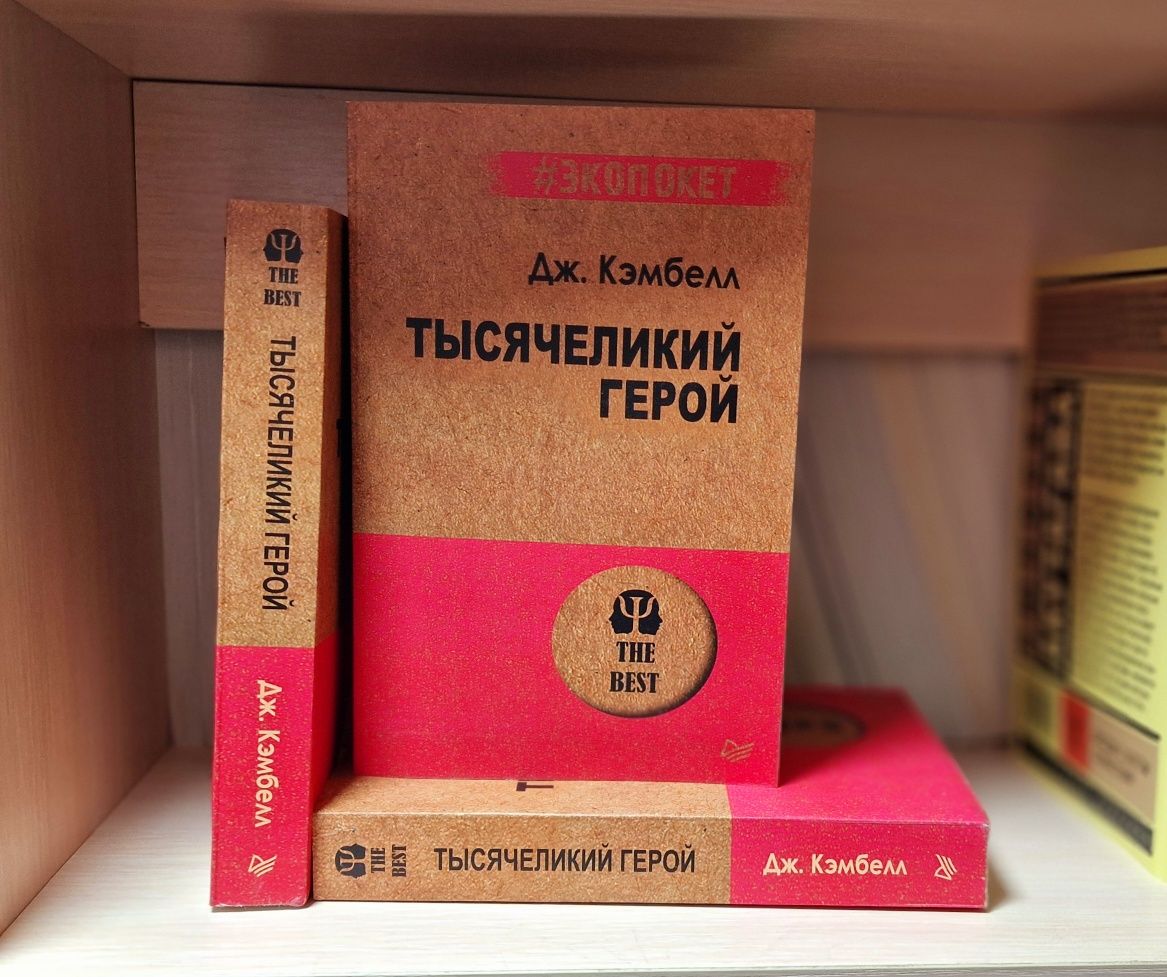 #ЭКОПОКЕТ
Дж. Кэмбелл
ТЫСЯЧЕЛИКИЙ
ГЕРОЙ
THE
BEST
THE
BEST
ТЫСЯЧЕЛИКИЙ ГЕРОЙ
Дж. Кэмбелл
THE
BEST
ТЫСЯЧЕЛИКИЙ ГЕРОЙ
Дж. Кэмбелл